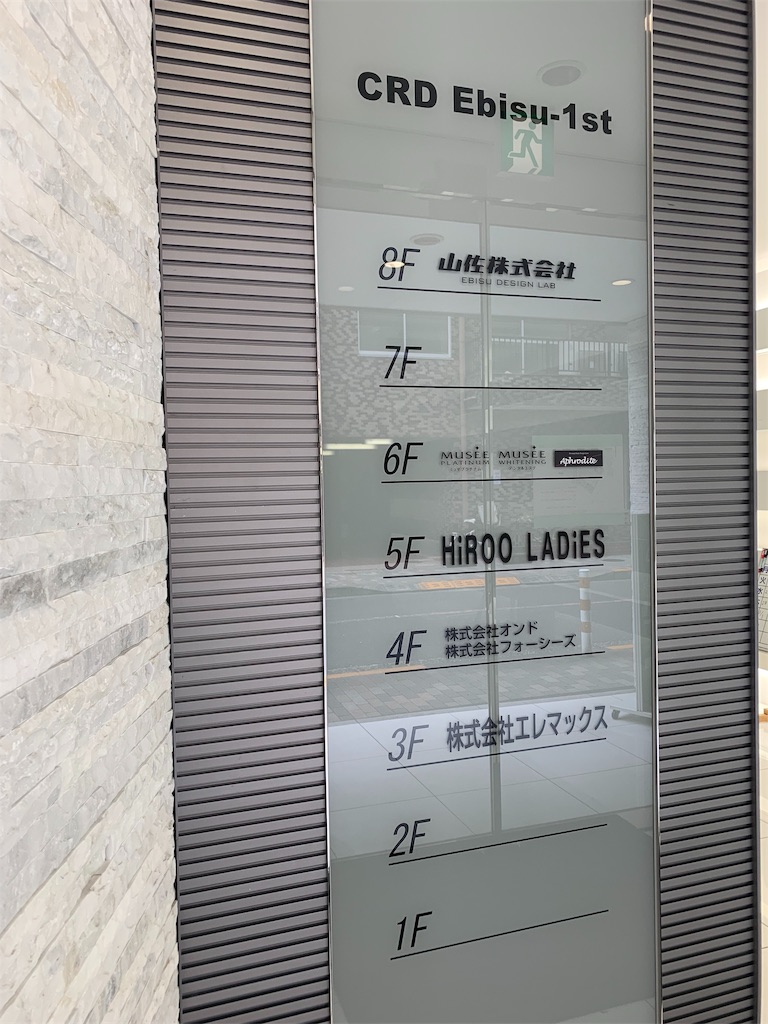 CRD Ebisu-1st
8F 山佐株式会社
EBISU DESIGN LAB
7F
6F MUSÉE PLATINUM MUSÉE WHITENING Aphrodite
5F HiROO LADiES
4F 株式会社オンド
株式会社フォーシーズ
3F 株式会社エレマックス
2F
1F